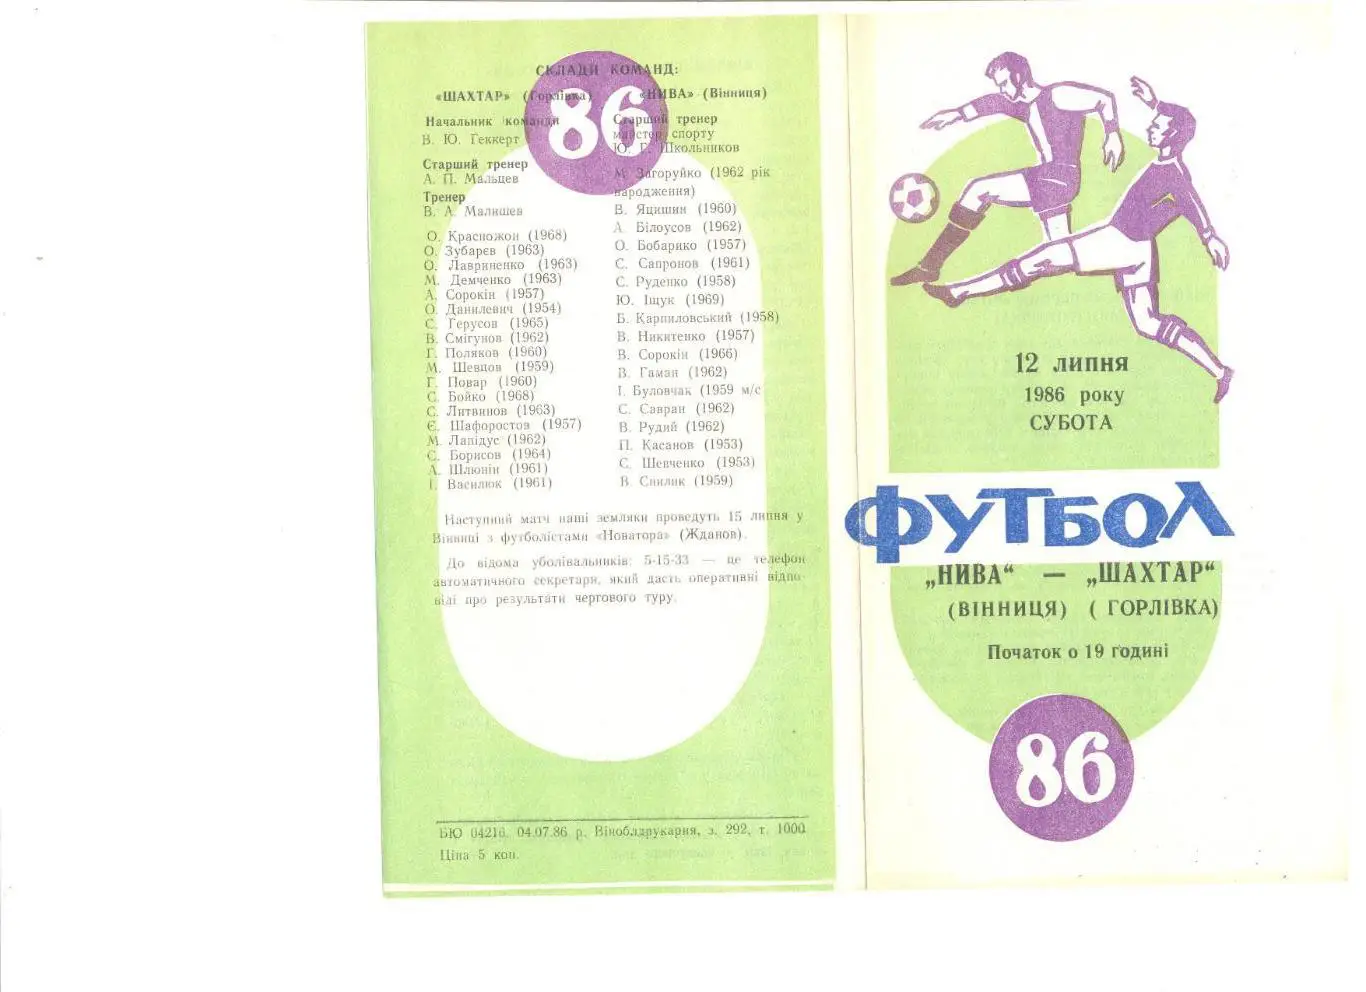 СКЛАДИ КОМАНД:
«ШАХТАР» (Горлівка)
Начальник команди
В. Ю. Геккерт
Старший тренер
А. П. Мальцев
Тренер
В. А. Малишев
О. Красножон (1968)
О. Зубарєв (1963)
О. Лавриненко (1963)
М. Демченко (1963)
А. Сорокін (1957)
О. Данилевич (1954)
С. Герусов (1965)
В. Смігунов (1962)
Г. Поляков (1960)
М. Шевцов (1959)
Г. Повар (1960)
С. Бойко (1968)
С. Литвинов (1963)
Є. Шафоростов (1957)
М. Лапідус (1962)
С. Борисов (1964)
А. Шлюнін (1961)
І. Василюк (1961)
«НИВА» (Вінниця)
Старший тренер
майстер спорту
Ю. Г. Школьников
М. Загоруйко (1962 рік
народження)
В. Яцишин (1960)
А. Білоусов (1962)
О. Бобарико (1957)
С. Сапронов (1961)
С. Руденко (1958)
Ю. Іщук (1969)
Б. Карпиловський (1958)
В. Никитенко (1957)
В. Сорокін (1966)
В. Гаман (1962)
І. Буловчак (1959 м/с
С. Савран (1962)
В. Рудий (1962)
П. Касанов (1953)
С. Шевченко (1953)
В. Спилик (1959)
86
Наступний матч наші земляки проведуть 15 липня у
Вінниці з футболістами «Новатора» (Жданов).
До відома уболівальників: 5-15-33 — це телефон
автоматичного секретаря, який дасть оперативні відпо-
віді про результати чергового туру.
БЮ 04216. 04.07.86 р. Віноблдрукарня, з. 292, т. 1000
Ціна 5 коп.
12 липня
1986 року
СУБОТА
ФУТБОЛ
„НИВА“ — „ШАХТАР“
(ВІННИЦЯ) ( ГОРЛІВКА)
Початок о 19 годині
86